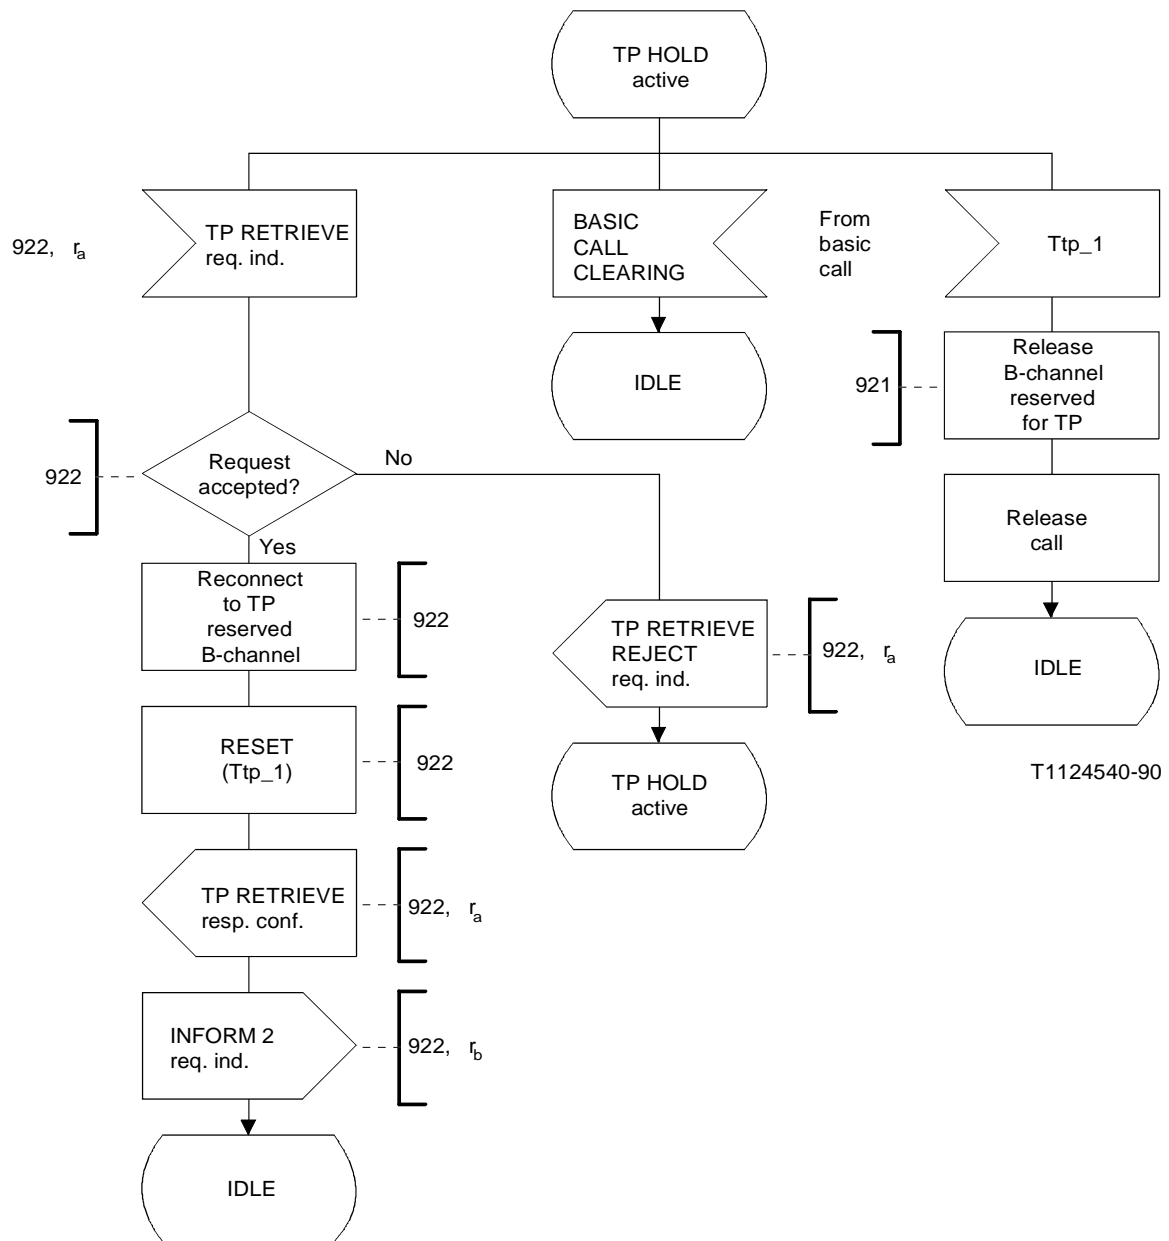 TP HOLD
active
922, ra
TP RETRIEVE
req. ind.
BASIC
CALL
CLEARING
From
basic
call
Ttp_1
IDLE
921
Release
B-channel
reserved
for TP
922
Request
accepted?
No
Yes
Release
call
Reconnect
to TP
reserved
B-channel
922
TP RETRIEVE
REJECT
req. ind.
922, ra
IDLE
RESET
(Ttp_1)
922
TP HOLD
active
T1124540-90
TP RETRIEVE
resp. conf.
922, ra
INFORM 2
req. ind.
922, rb
IDLE